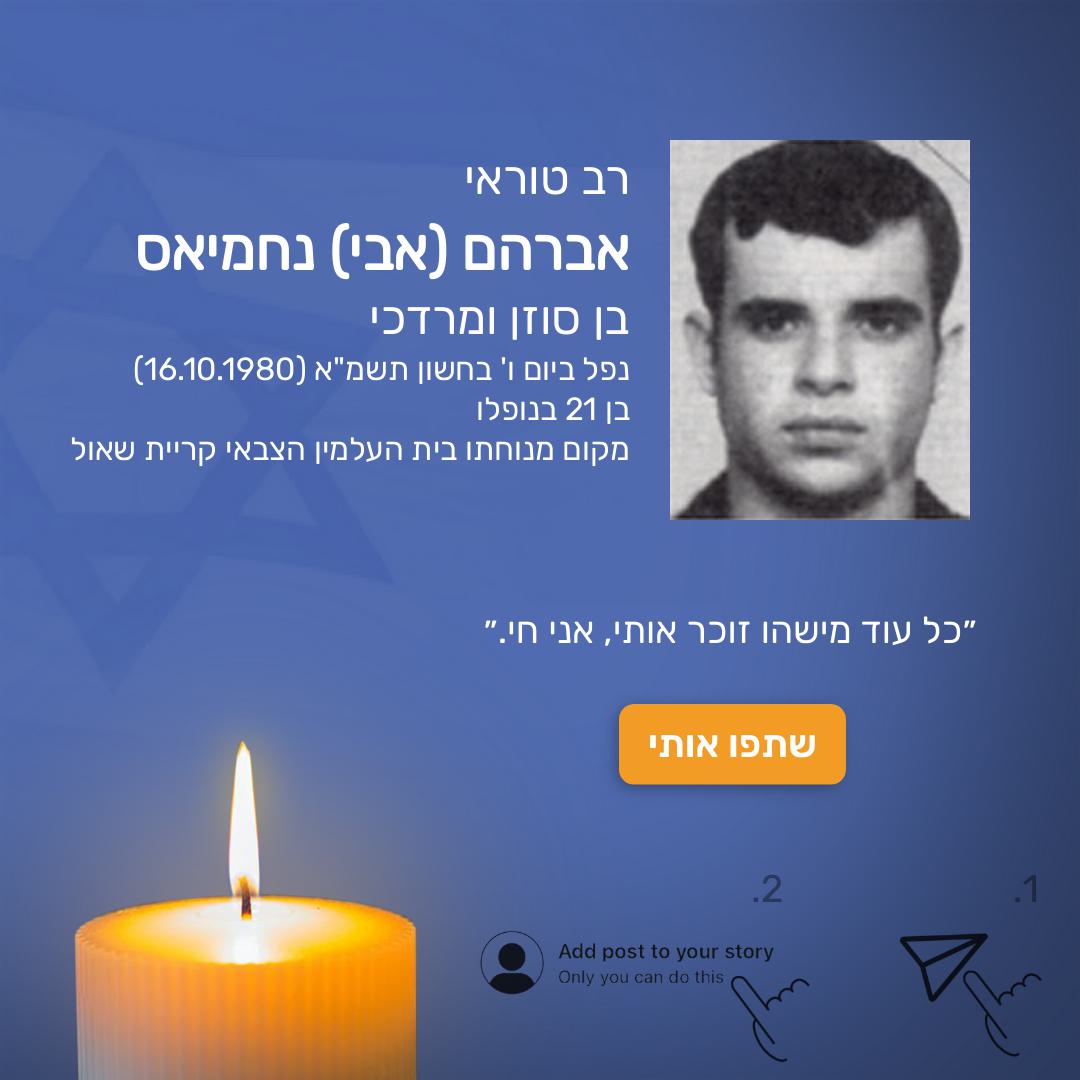 רב טוראי
אברהם (אבי) נחמיאס
בן סוזן ומרדכי
נפל ביום ו' בחשון תשמ"א (16.10.1980)
בן 21 בנופלו
מקום מנוחתו בית העלמין הצבאי קריית שאול
״כל עוד מישהו זוכר אותי, אני חי.״
שתפו אותי
1.
2.
Add post to your story
Only you can do this